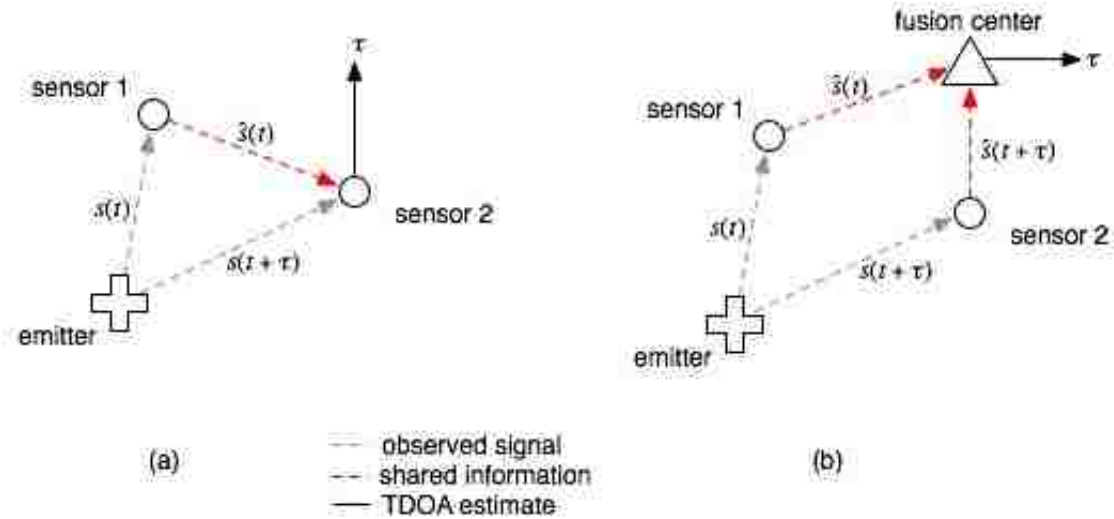 fusion center
τ
τ
sensor 1
ŝ(t)
ŝ(t)
sensor 1
ŝ(t + τ)
sensor 2
s(t)
sensor 2
s(t)
s(t + τ)
s(t + τ)
emitter
emitter
(a)
observed signal
(b)
shared information
TDOA estimate